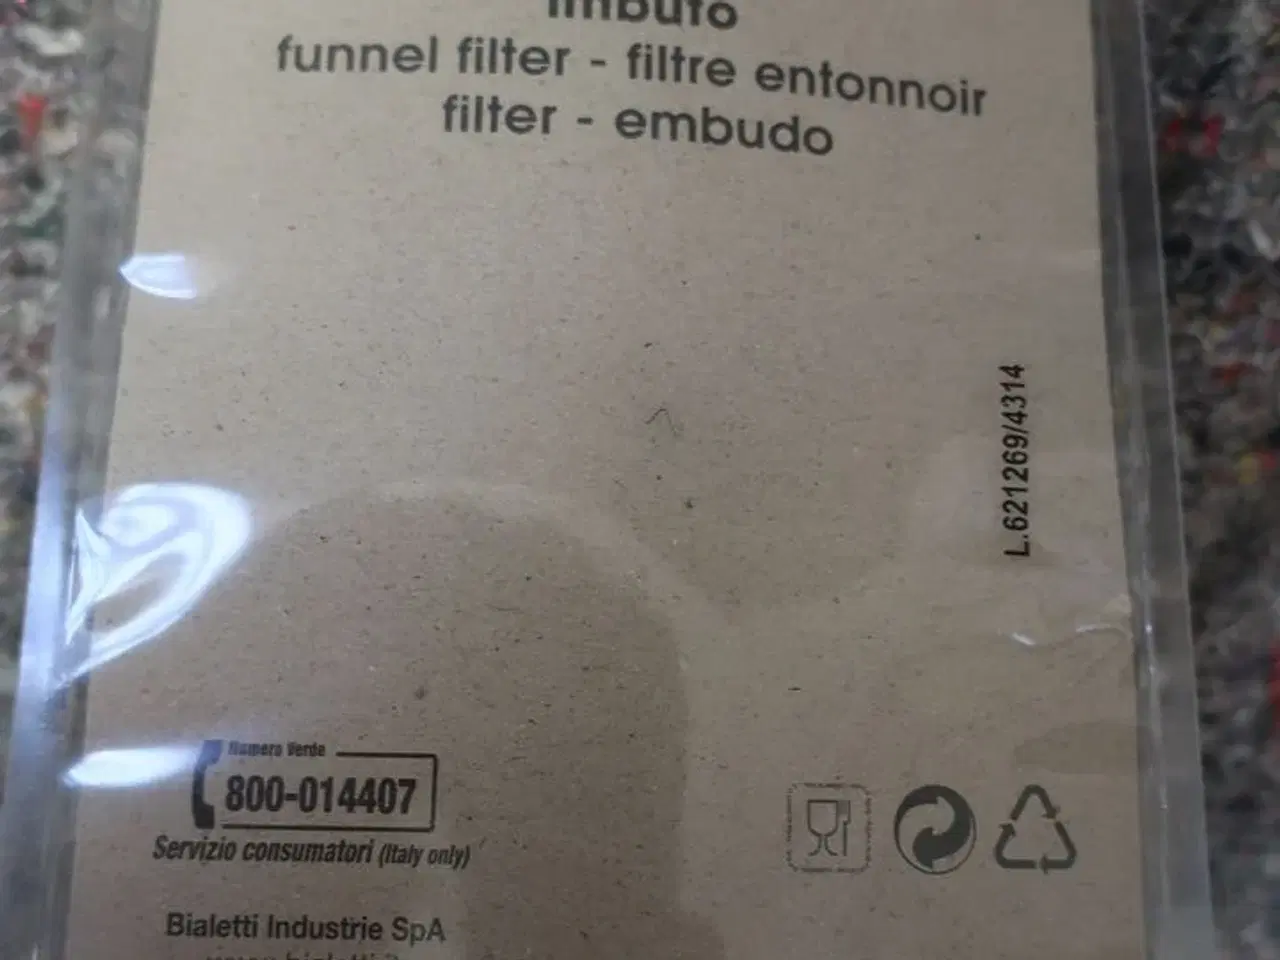 imbuto
funnel filter - filtre entonnoir
filter - embudo
L.621269/4314
Numero Verde
800-014407
Servizio consumatori (Italy only)
Bialetti Industrie SpA